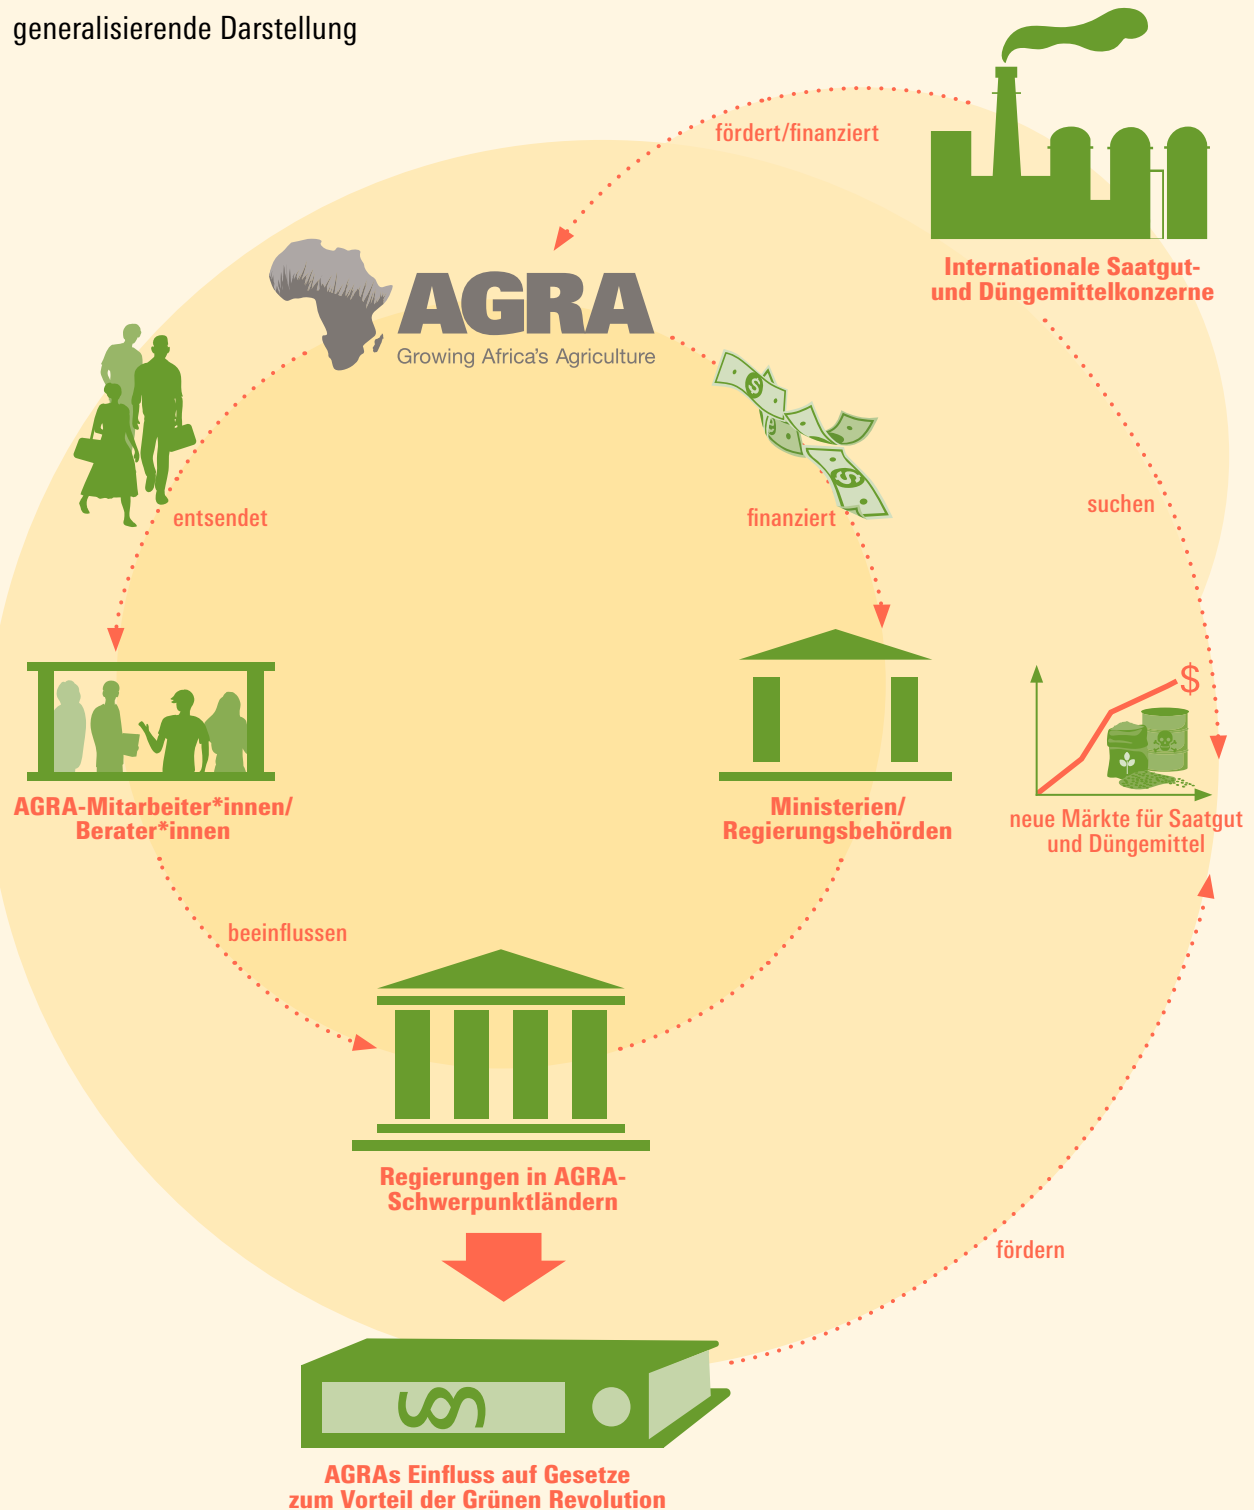 generalisierende Darstellung
fördert/finanziert
Internationale Saatgut-
und Düngemittelkonzerne
AGRA
Growing Africa's Agriculture
entsendet
finanziert
suchen
$
AGRA-Mitarbeiter*innen/
Berater*innen
Ministerien/
Regierungsbehörden
neue Märkte für Saatgut
und Düngemittel
beeinflussen
Regierungen in AGRA-
Schwerpunktländern
fördern
§
AGRAs Einfluss auf Gesetze
zum Vorteil der Grünen Revolution